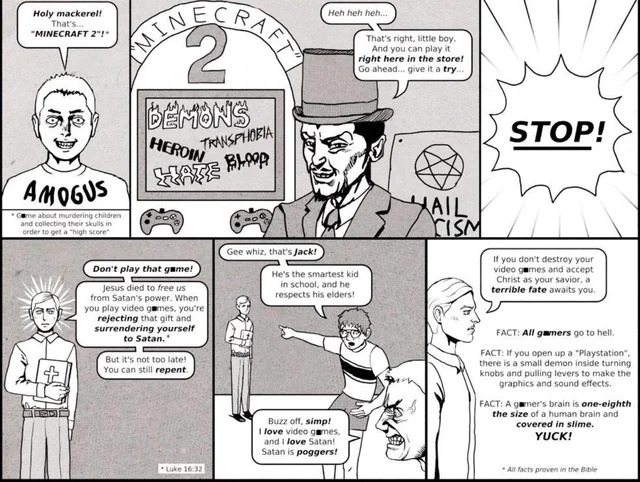 Holy mackerel!
That's...
"MINECRAFT 2"!*
AMOGUS
* G■me about murdering children
and collecting their skulls in
order to get a "high score"
"MINECRAFT"
2
DEMONS
TRANSPHOBIA
HEROIN
BLOOD
HATE
Heh heh heh...
That's right, little boy.
And you can play it
right here in the store!
Go ahead... give it a try...
HAIL
CISM
STOP!
Don't play that g■me!
Jesus died to free us
from Satan's power. When
you play video g■mes, you're
rejecting that gift and
surrendering yourself
to Satan.*
But it's not too late!
You can still repent.
* Luke 16:32
Gee whiz, that's Jack!
He's the smartest kid
in school, and he
respects his elders!
Buzz off, simp!
I love video g■mes,
and I love Satan!
Satan is poggers!
If you don't destroy your
video g■mes and accept
Christ as your savior, a
terrible fate awaits you.
FACT: All g■mers go to hell.
FACT: If you open up a "Playstation",
there is a small demon inside turning
knobs and pulling levers to make the
graphics and sound effects.
FACT: A g■mer's brain is one-eighth
the size of a human brain and
covered in slime.
YUCK!
* All facts proven in the Bible